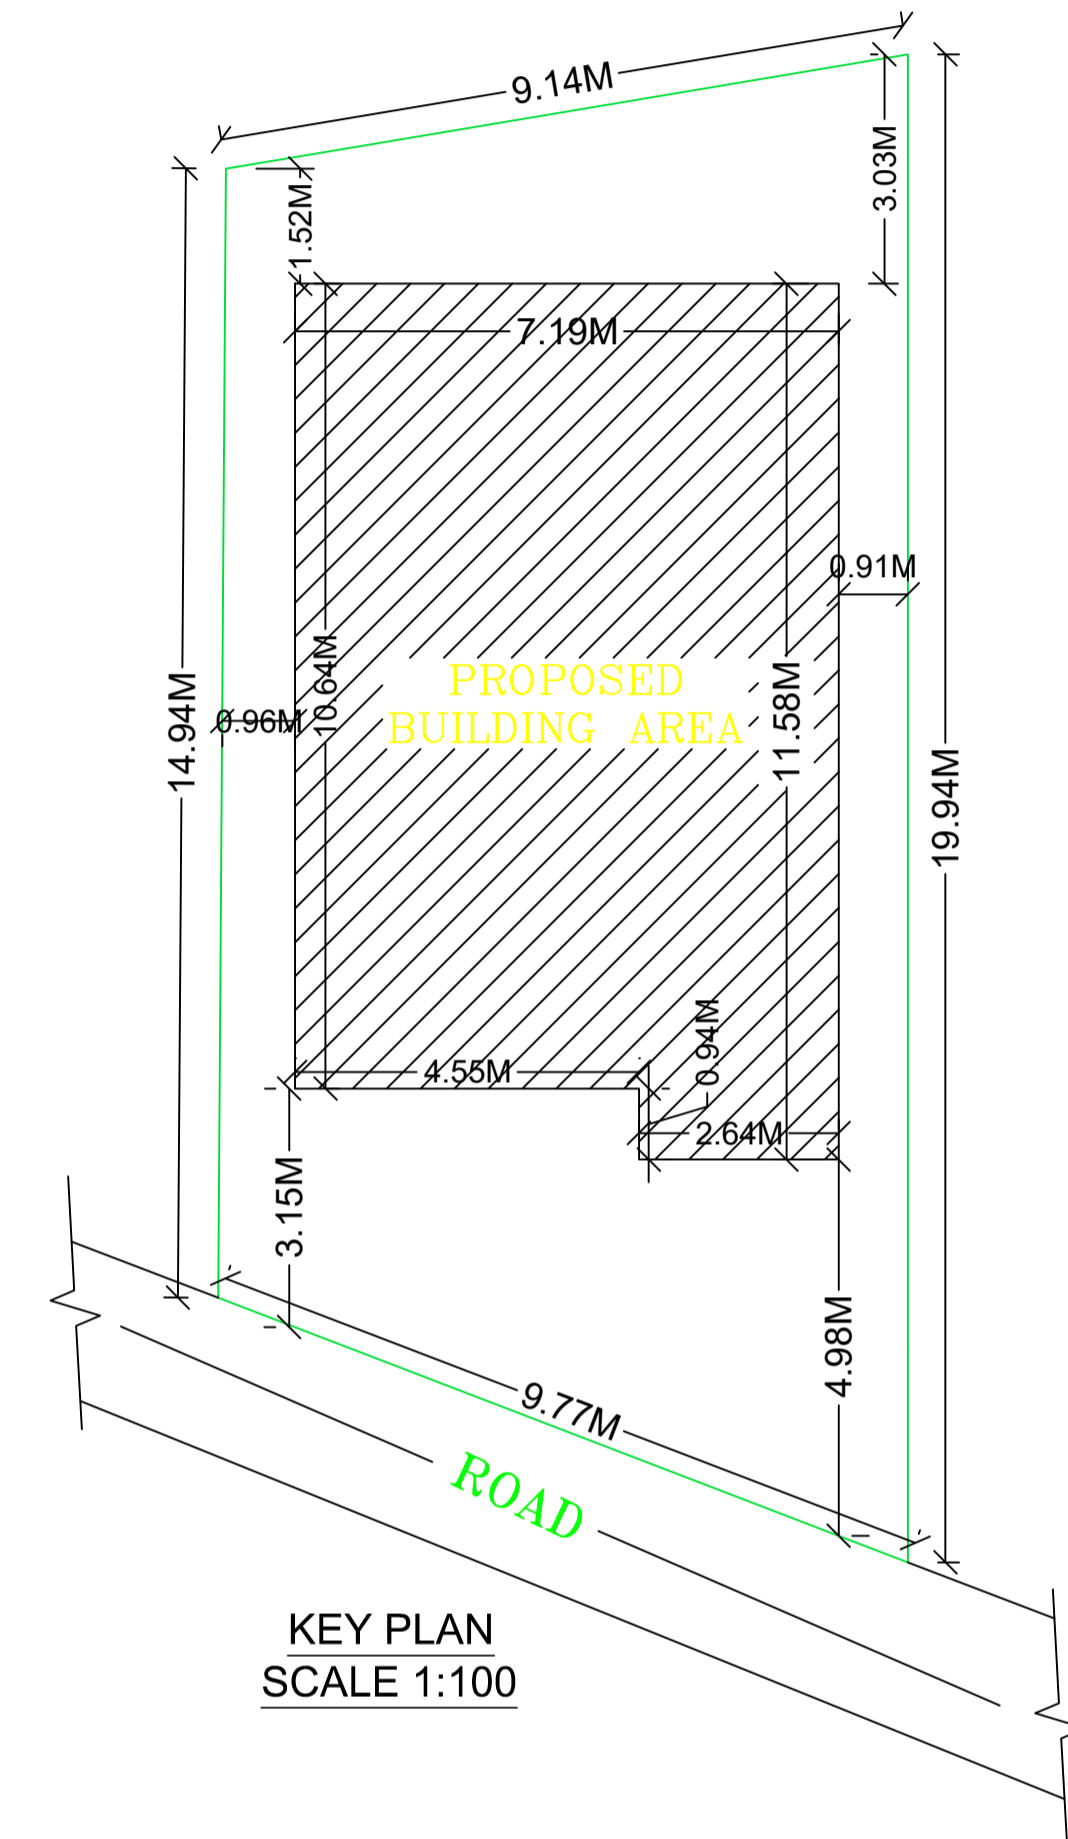 9.14M
3.03M
1.52M
7.19M
0.91M
10.64M
PROPOSED
BUILDING AREA
11.58M
14.94M
0.96M
19.94M
0.94M
4.55M
2.64M
3.15M
4.98M
9.77M
ROAD
KEY PLAN
SCALE 1:100